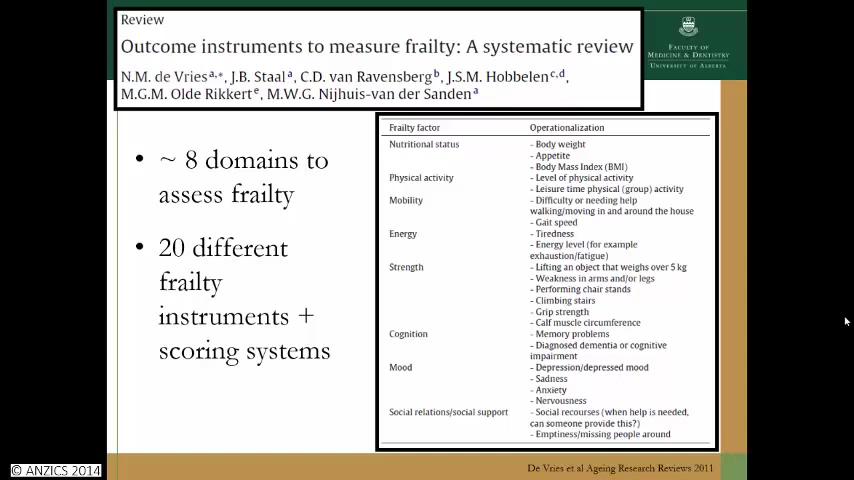 Review
Outcome instruments to measure frailty: A systematic review
N.M. de Vries a,*, J.B. Staal a, C.D. van Ravensberg b, J.S.M. Hobbelen c,d,
M.G.M. Olde Rikkert e, M.W.G. Nijhuis-van der Sanden a
FACULTY OF
MEDICINE & DENTISTRY
UNIVERSITY OF ALBERTA
• ~ 8 domains to
assess frailty
• 20 different
frailty
instruments +
scoring systems
Frailty factor Operationalization
Nutritional status - Body weight
- Appetite
- Body Mass Index (BMI)
Physical activity - Level of physical activity
- Leisure time physical (group) activity
Mobility - Difficulty or needing help
walking/moving in and around the house
- Gait speed
Energy - Tiredness
- Energy level (for example
exhaustion/fatigue)
Strength - Lifting an object that weighs over 5 kg
- Weakness in arms and/or legs
- Performing chair stands
- Climbing stairs
- Grip strength
- Calf muscle circumference
Cognition - Memory problems
- Diagnosed dementia or cognitive
impairment
Mood - Depression/depressed mood
- Sadness
- Anxiety
- Nervousness
Social relations/social support - Social recourses (when help is needed,
can someone provide this?)
- Emptiness/missing people around
De Vries et al Ageing Research Reviews 2011
© ANZICS 2014